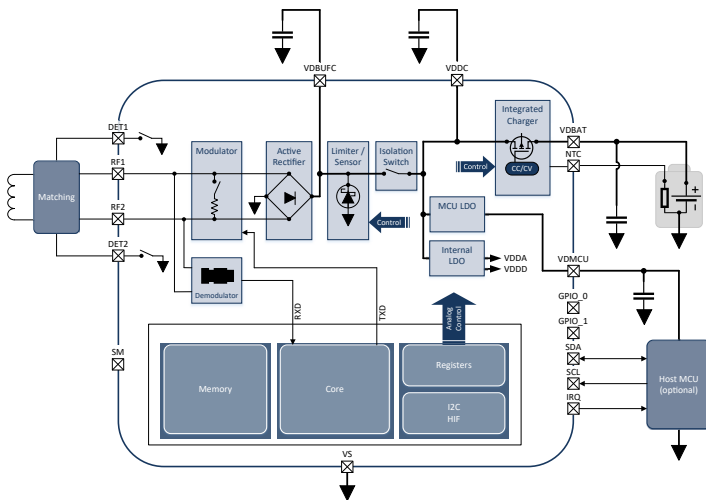 VDBUFC
VDDC
DET1
RF1
Matching
RF2
DET2
SM
Modulator
Active
Rectifier
Limiter /
Sensor
Isolation
Switch
Integrated
Charger
CC/CV
Control
Control
VDBAT
NTC
+
–
MCU LDO
Internal
LDO
VDDA
VDDD
VDMCU
Demodulator
RXD
TXD
Analog
Control
GPIO_0
GPIO_1
SDA
SCL
IRQ
Host MCU
(optional)
Memory
Core
Registers
I2C
HIF
VS